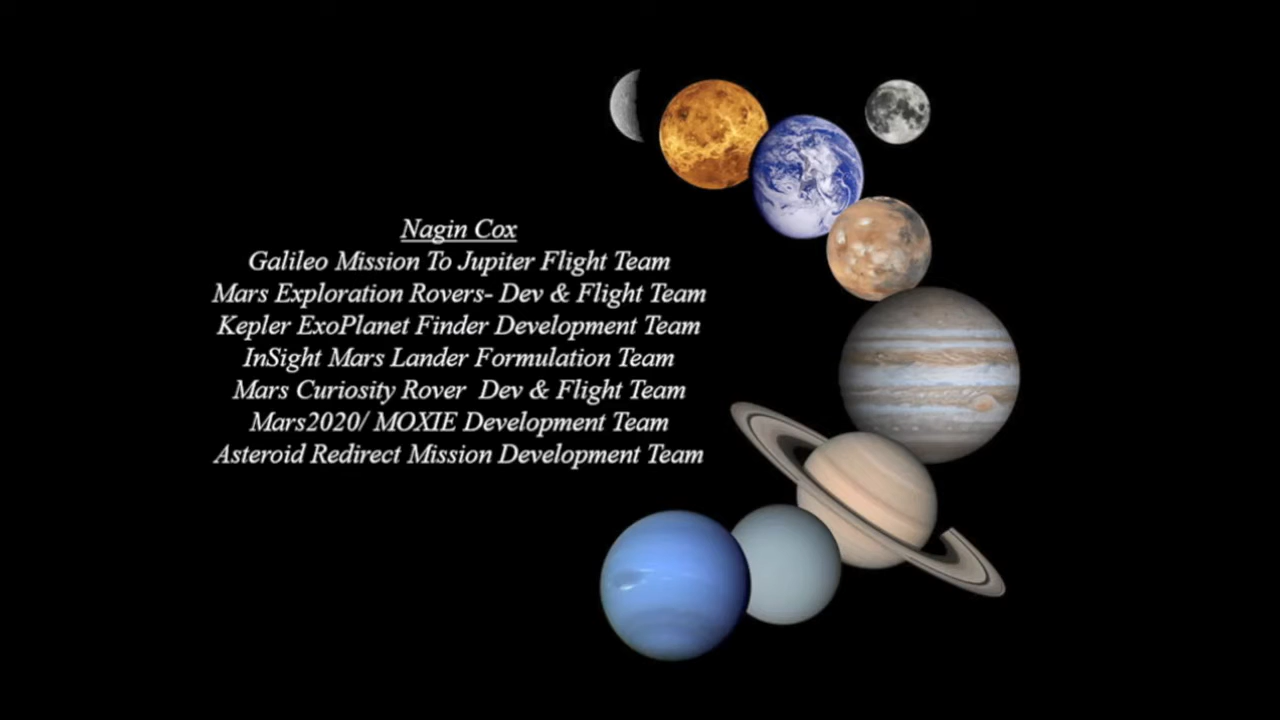 Nagin Cox
Galileo Mission To Jupiter Flight Team
Mars Exploration Rovers- Dev & Flight Team
Kepler ExoPlanet Finder Development Team
InSight Mars Lander Formulation Team
Mars Curiosity Rover  Dev & Flight Team
Mars2020/ MOXIE Development Team
Asteroid Redirect Mission Development Team